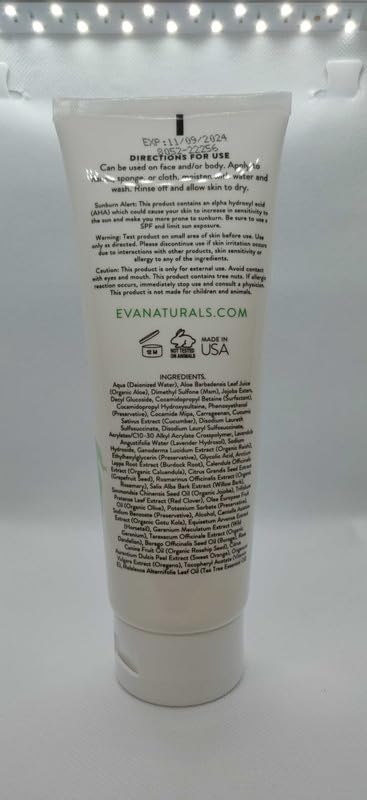 EXP:11/09/2024
8052-22256
DIRECTIONS FOR USE
Can be used on face and/or body. Apply to
sponge, or cloth, moisten with water and
wash. Rinse off and allow skin to dry.
Sunburn Alert: This product contains an alpha hydroxyl acid
(AHA) which could cause your skin to increase in sensitivity to
the sun and make you more prone to sunburn. Be sure to use a
SPF and limit sun exposure.
Warning: Test product on small area of skin before use. Use
only as directed. Please discontinue use if skin irritation occurs
due to interactions with other products, skin sensitivity or
allergy to any of the ingredients.
Caution: This product is only for external use. Avoid contact
with eyes and mouth. This product contains tree nuts. If allergic
reaction occurs, immediately stop use and consult a physician.
This product is not made for children and animals.
EVANATURALS.COM
12 M
NOT TESTED
ON ANIMALS
MADE IN
USA
INGREDIENTS.
Aqua (Deionized Water), Aloe Barbadensis Leaf Juice
(Organic Aloe), Dimethyl Sulfone (Msm), Jojoba Esters,
Decyl Glucoside, Cocamidopropyl Betaine (Surfactant),
Cocamidopropyl Hydroxysultaine, Phenoxyethanol
(Preservative), Cocamide Mipa, Carrageenan, Cucumis
Sativus Extract (Cucumber), Disodium Laureth
Sulfosuccinate, Disodium Lauryl Sulfosuccinate,
Acrylates/C10-30 Alkyl Acrylate Crosspolymer, Lavandula
Angustifolia Water (Lavender Hydrosol), Sodium
Hydroxide, Ganoderma Lucidum Extract (Organic Reishi),
Ethylhexylglycerin (Preservative), Glycolic Acid, Arctium
Lappa Root Extract (Burdock Root), Calendula Officinalis
Extract (Organic Calendula), Citrus Grandis Seed Extract
(Grapefruit Seed), Rosmarinus Officinalis Extract (Organic
Rosemary), Salix Alba Bark Extract (Willow Bark),
Simmondsia Chinensis Seed Oil (Organic Jojoba), Trifolium
Pratense Leaf Extract (Red Clover), Olea Europaea Fruit
Oil (Organic Olive), Potassium Sorbate (Preservative),
Sodium Benzoate (Preservative), Alcohol, Centella Asiatica
Extract (Organic Gotu Kola), Equisetum Arvense
(Horsetail), Geranium Maculatum Extract (Wild
Geranium), Taraxacum Officinale Extract (Organic
Dandelion), Borago Officinalis Seed Oil (Borage), Rosa
Canina Fruit Oil (Organic Rosehip Seed), Citrus
Aurantium Dulcis Peel Extract (Sweet Orange), Origanum
Vulgare Extract (Oregano), Tocopheryl Acetate (Vitamin
E), Melaleuca Alternifolia Leaf Oil (Tea Tree Essential Oil)